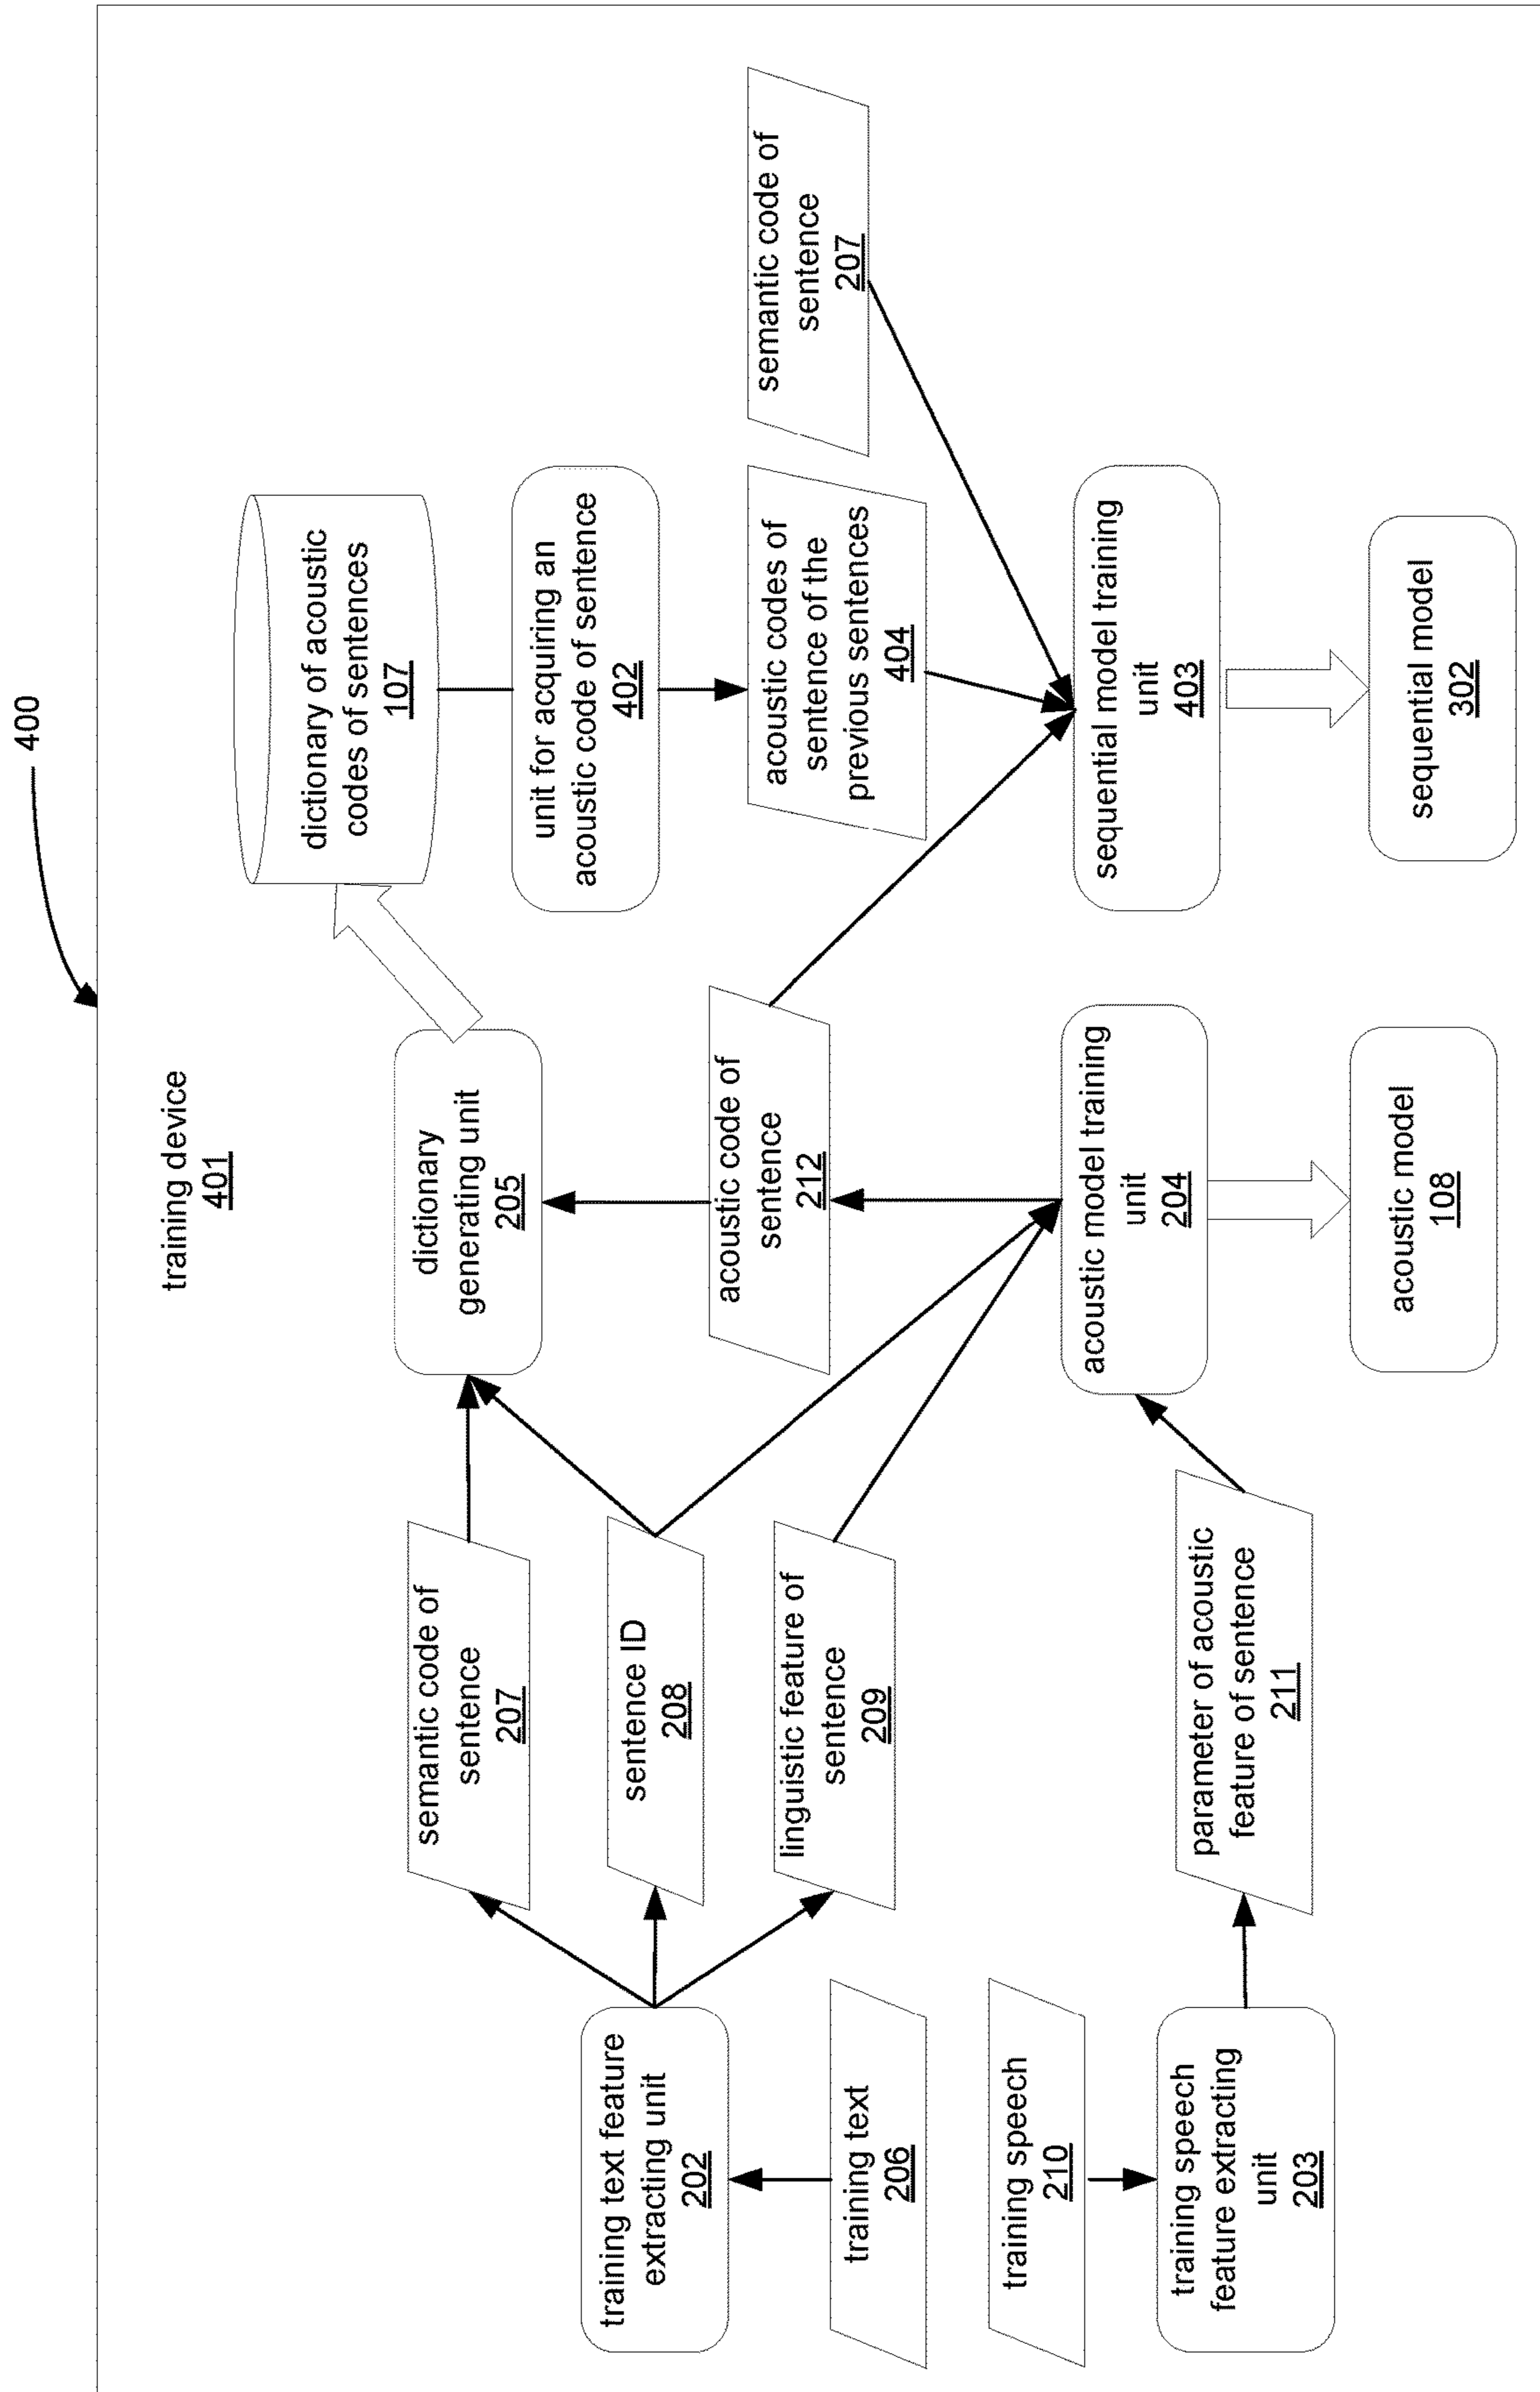 400
training device
401
dictionary of acoustic
codes of sentences
107
dictionary
generating unit
205
semantic code of
sentence
207
unit for acquiring an
acoustic code of sentence
402
training text feature
extracting unit
202
sentence ID
208
acoustic code of
sentence
212
acoustic codes of
sentence of the
previous sentences
404
semantic code of
sentence
207
training text
206
linguistic feature of
sentence
209
training speech
210
acoustic model training
unit
204
sequential model training
unit
403
training speech
feature extracting
unit
203
parameter of acoustic
feature of sentence
211
acoustic model
108
sequential model
302